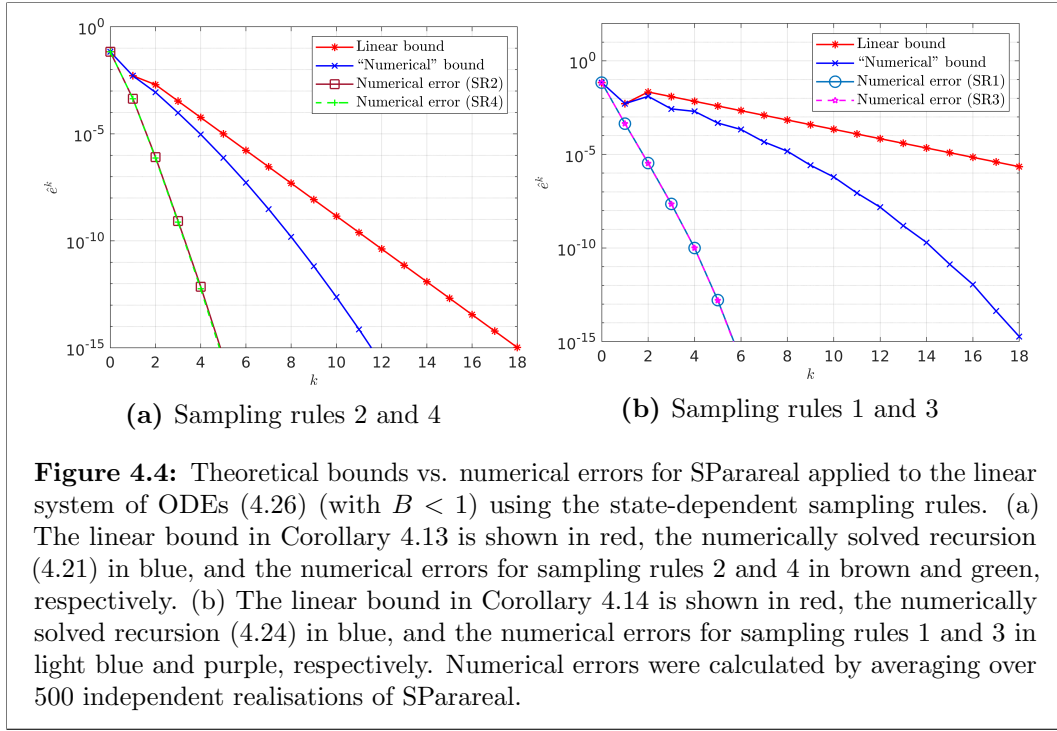 10^0
10^-5
10^-10
10^-15
ê^k
0 2 4 6 8 10 12 14 16 18
k
Linear bound
“Numerical” bound
Numerical error (SR2)
Numerical error (SR4)
(a) Sampling rules 2 and 4
10^0
10^-5
10^-10
10^-15
ê^k
0 2 4 6 8 10 12 14 16 18
k
Linear bound
“Numerical” bound
Numerical error (SR1)
Numerical error (SR3)
(b) Sampling rules 1 and 3
Figure 4.4: Theoretical bounds vs. numerical errors for SParareal applied to the linear
system of ODEs (4.26) (with B < 1) using the state-dependent sampling rules. (a)
The linear bound in Corollary 4.13 is shown in red, the numerically solved recursion
(4.21) in blue, and the numerical errors for sampling rules 2 and 4 in brown and green,
respectively. (b) The linear bound in Corollary 4.14 is shown in red, the numerically
solved recursion (4.24) in blue, and the numerical errors for sampling rules 1 and 3 in
light blue and purple, respectively. Numerical errors were calculated by averaging over
500 independent realisations of SParareal.